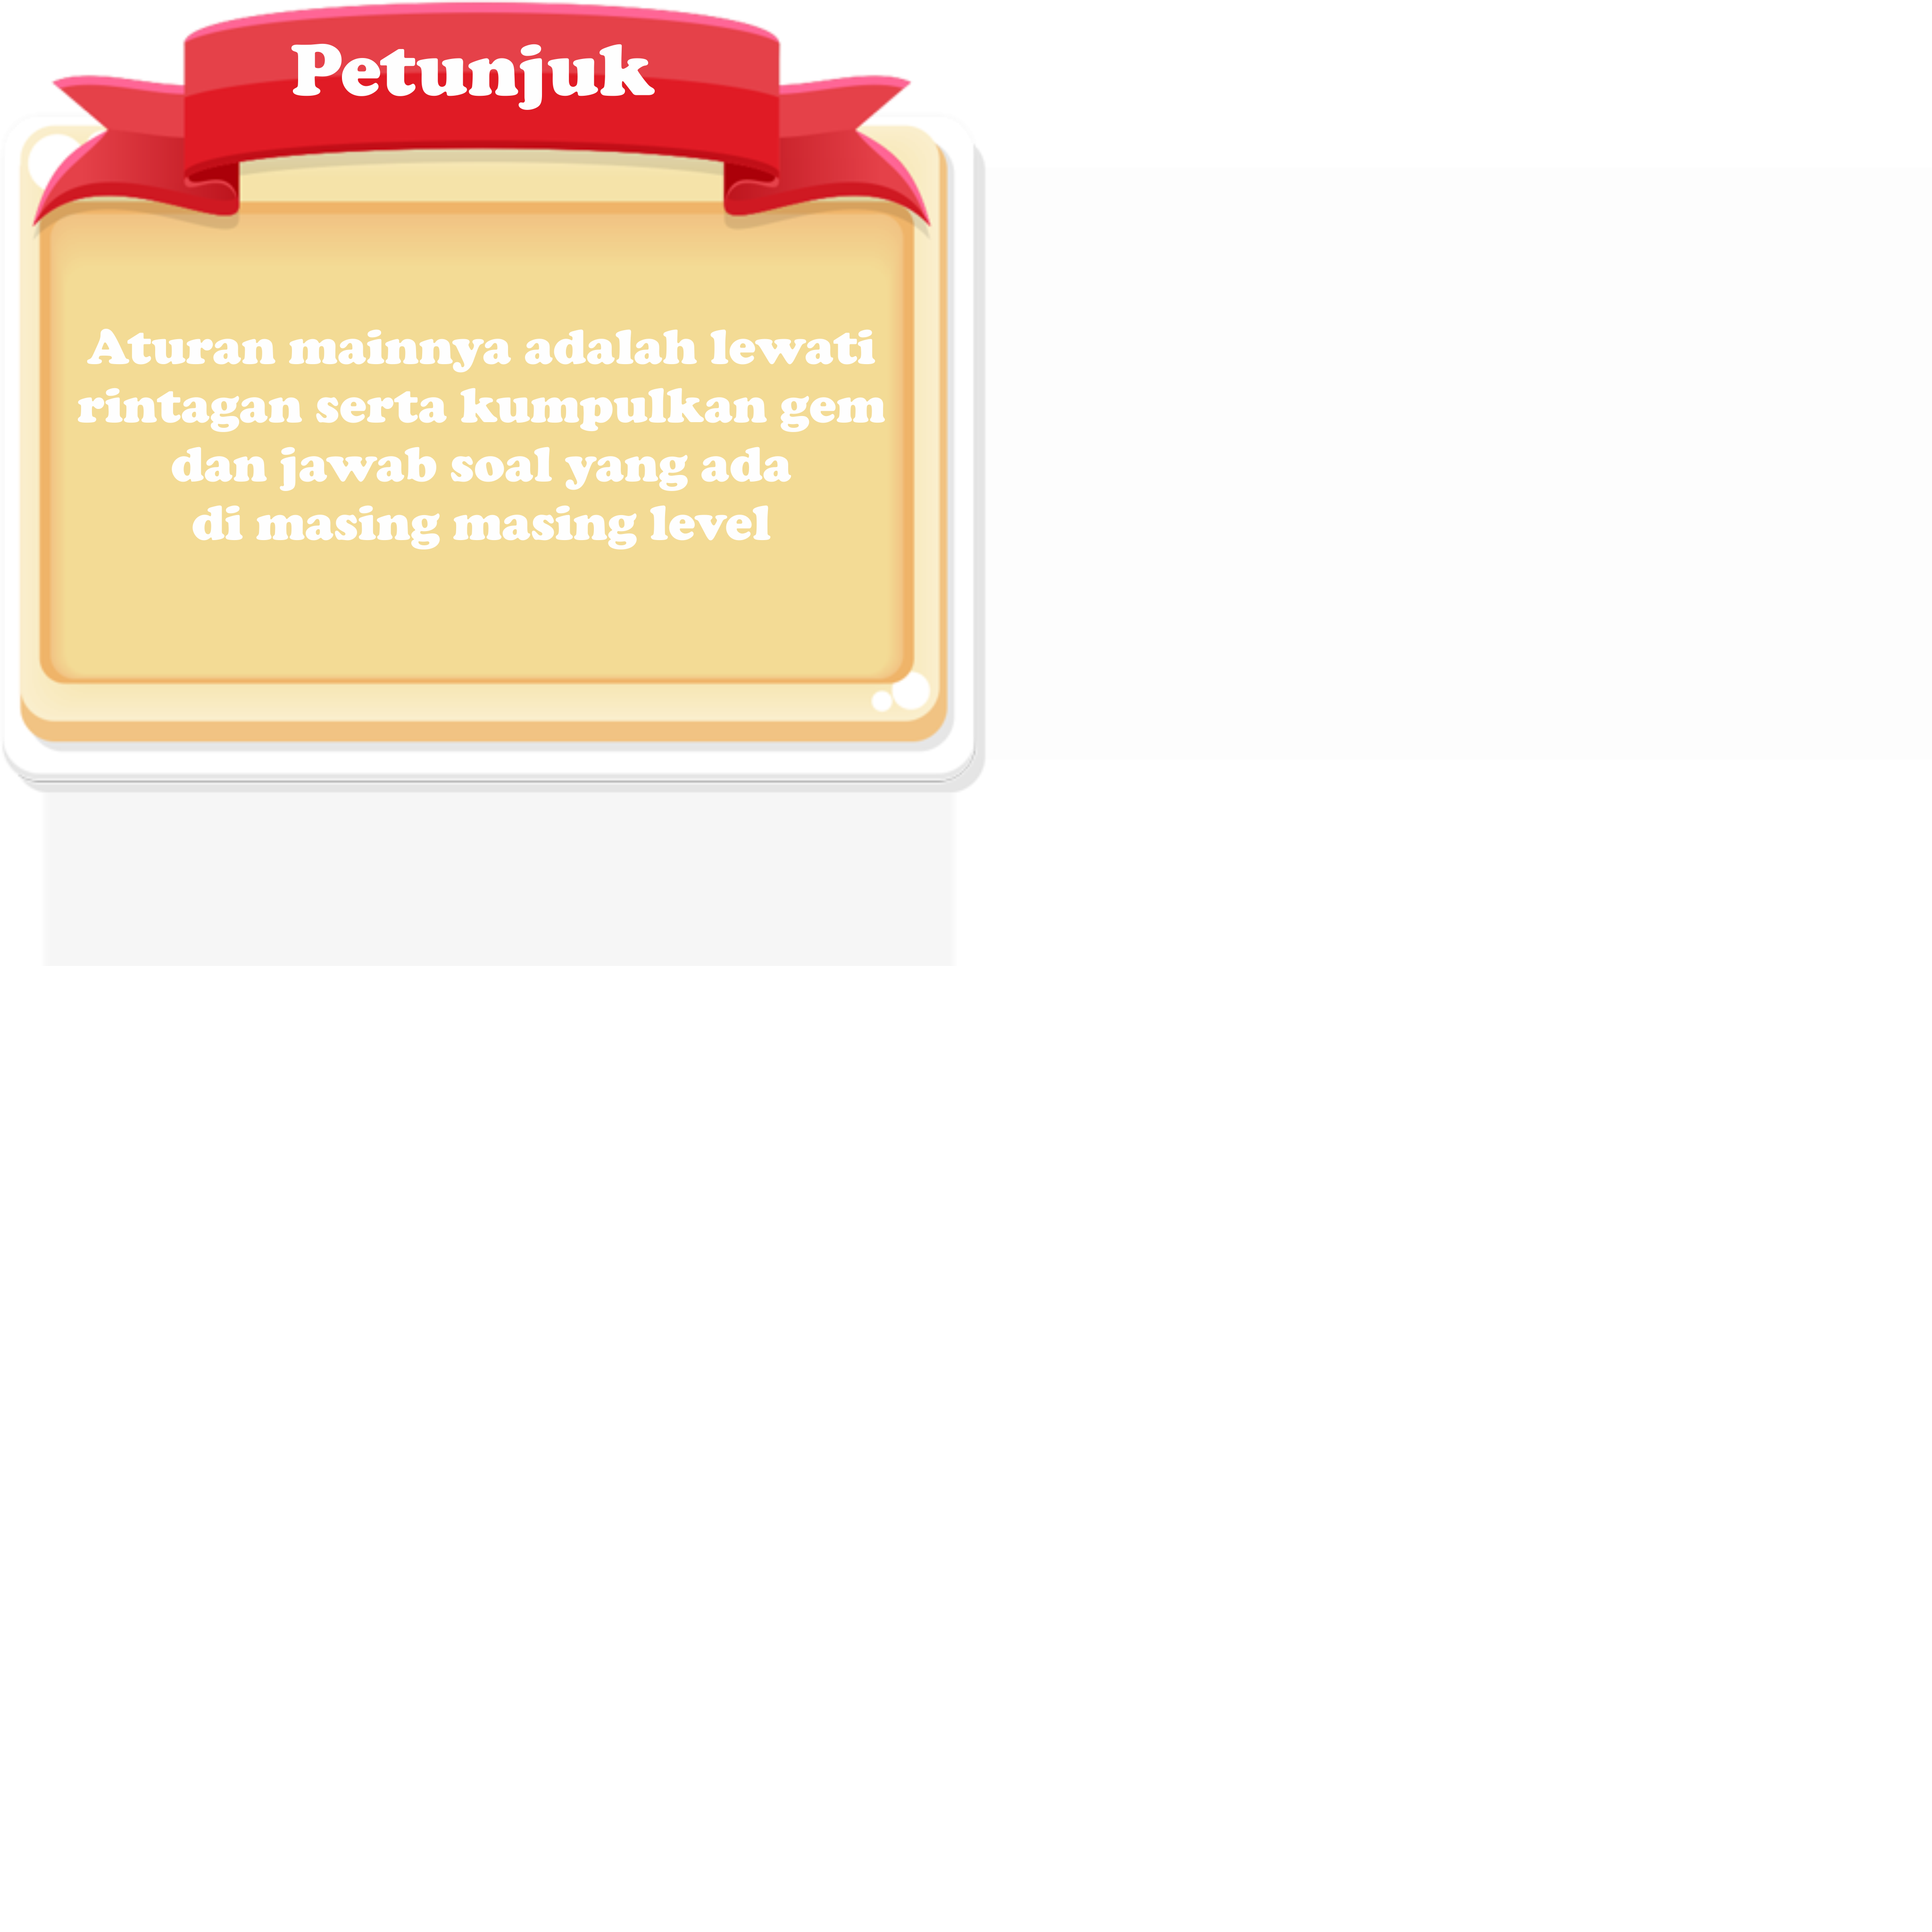 Petunjuk
Aturan mainnya adalah lewati
rintagan serta kumpulkan gem
dan jawab soal yang ada
di masing masing level